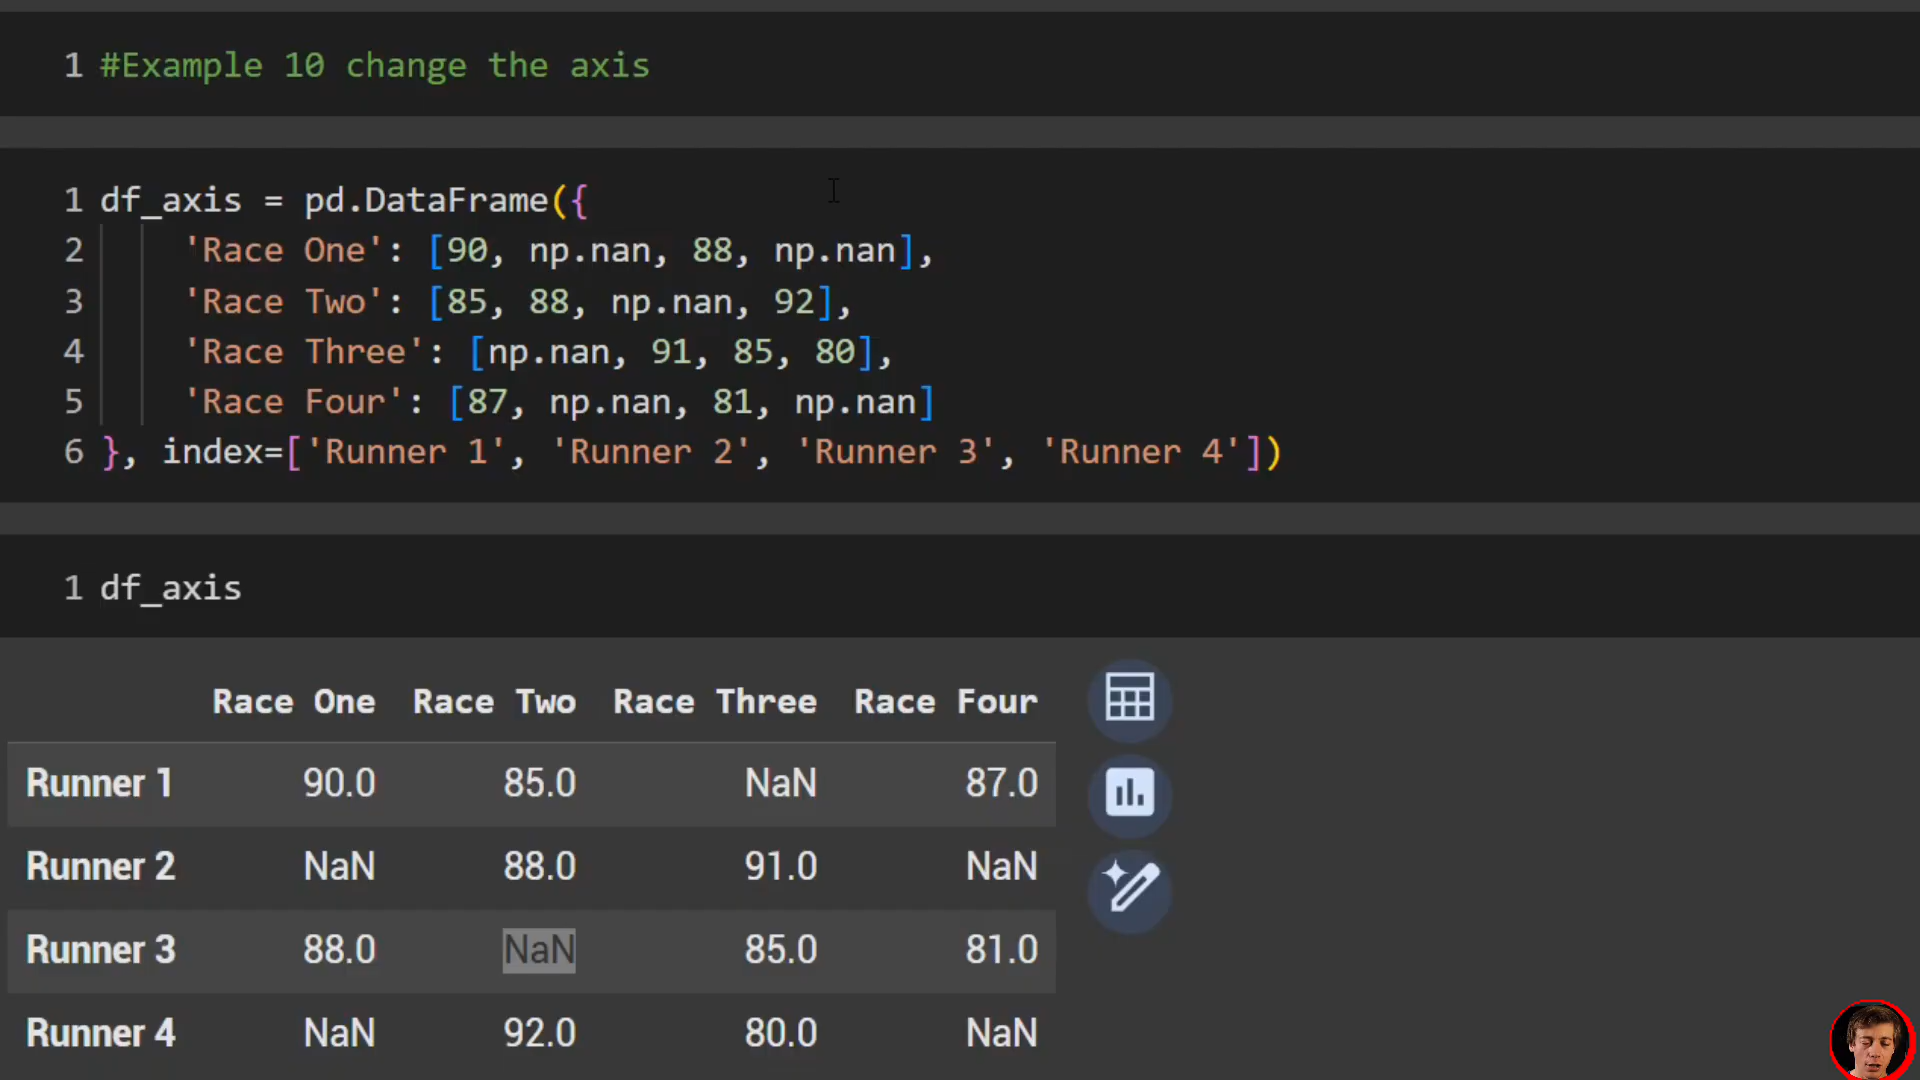 1 #Example 10 change the axis
1 df_axis = pd.DataFrame({
2 'Race One': [90, np.nan, 88, np.nan],
3 'Race Two': [85, 88, np.nan, 92],
4 'Race Three': [np.nan, 91, 85, 80],
5 'Race Four': [87, np.nan, 81, np.nan]
6 }, index=['Runner 1', 'Runner 2', 'Runner 3', 'Runner 4'])
1 df_axis
Race One Race Two Race Three Race Four
Runner 1 90.0 85.0 NaN 87.0
Runner 2 NaN 88.0 91.0 NaN
Runner 3 88.0 NaN 85.0 81.0
Runner 4 NaN 92.0 80.0 NaN